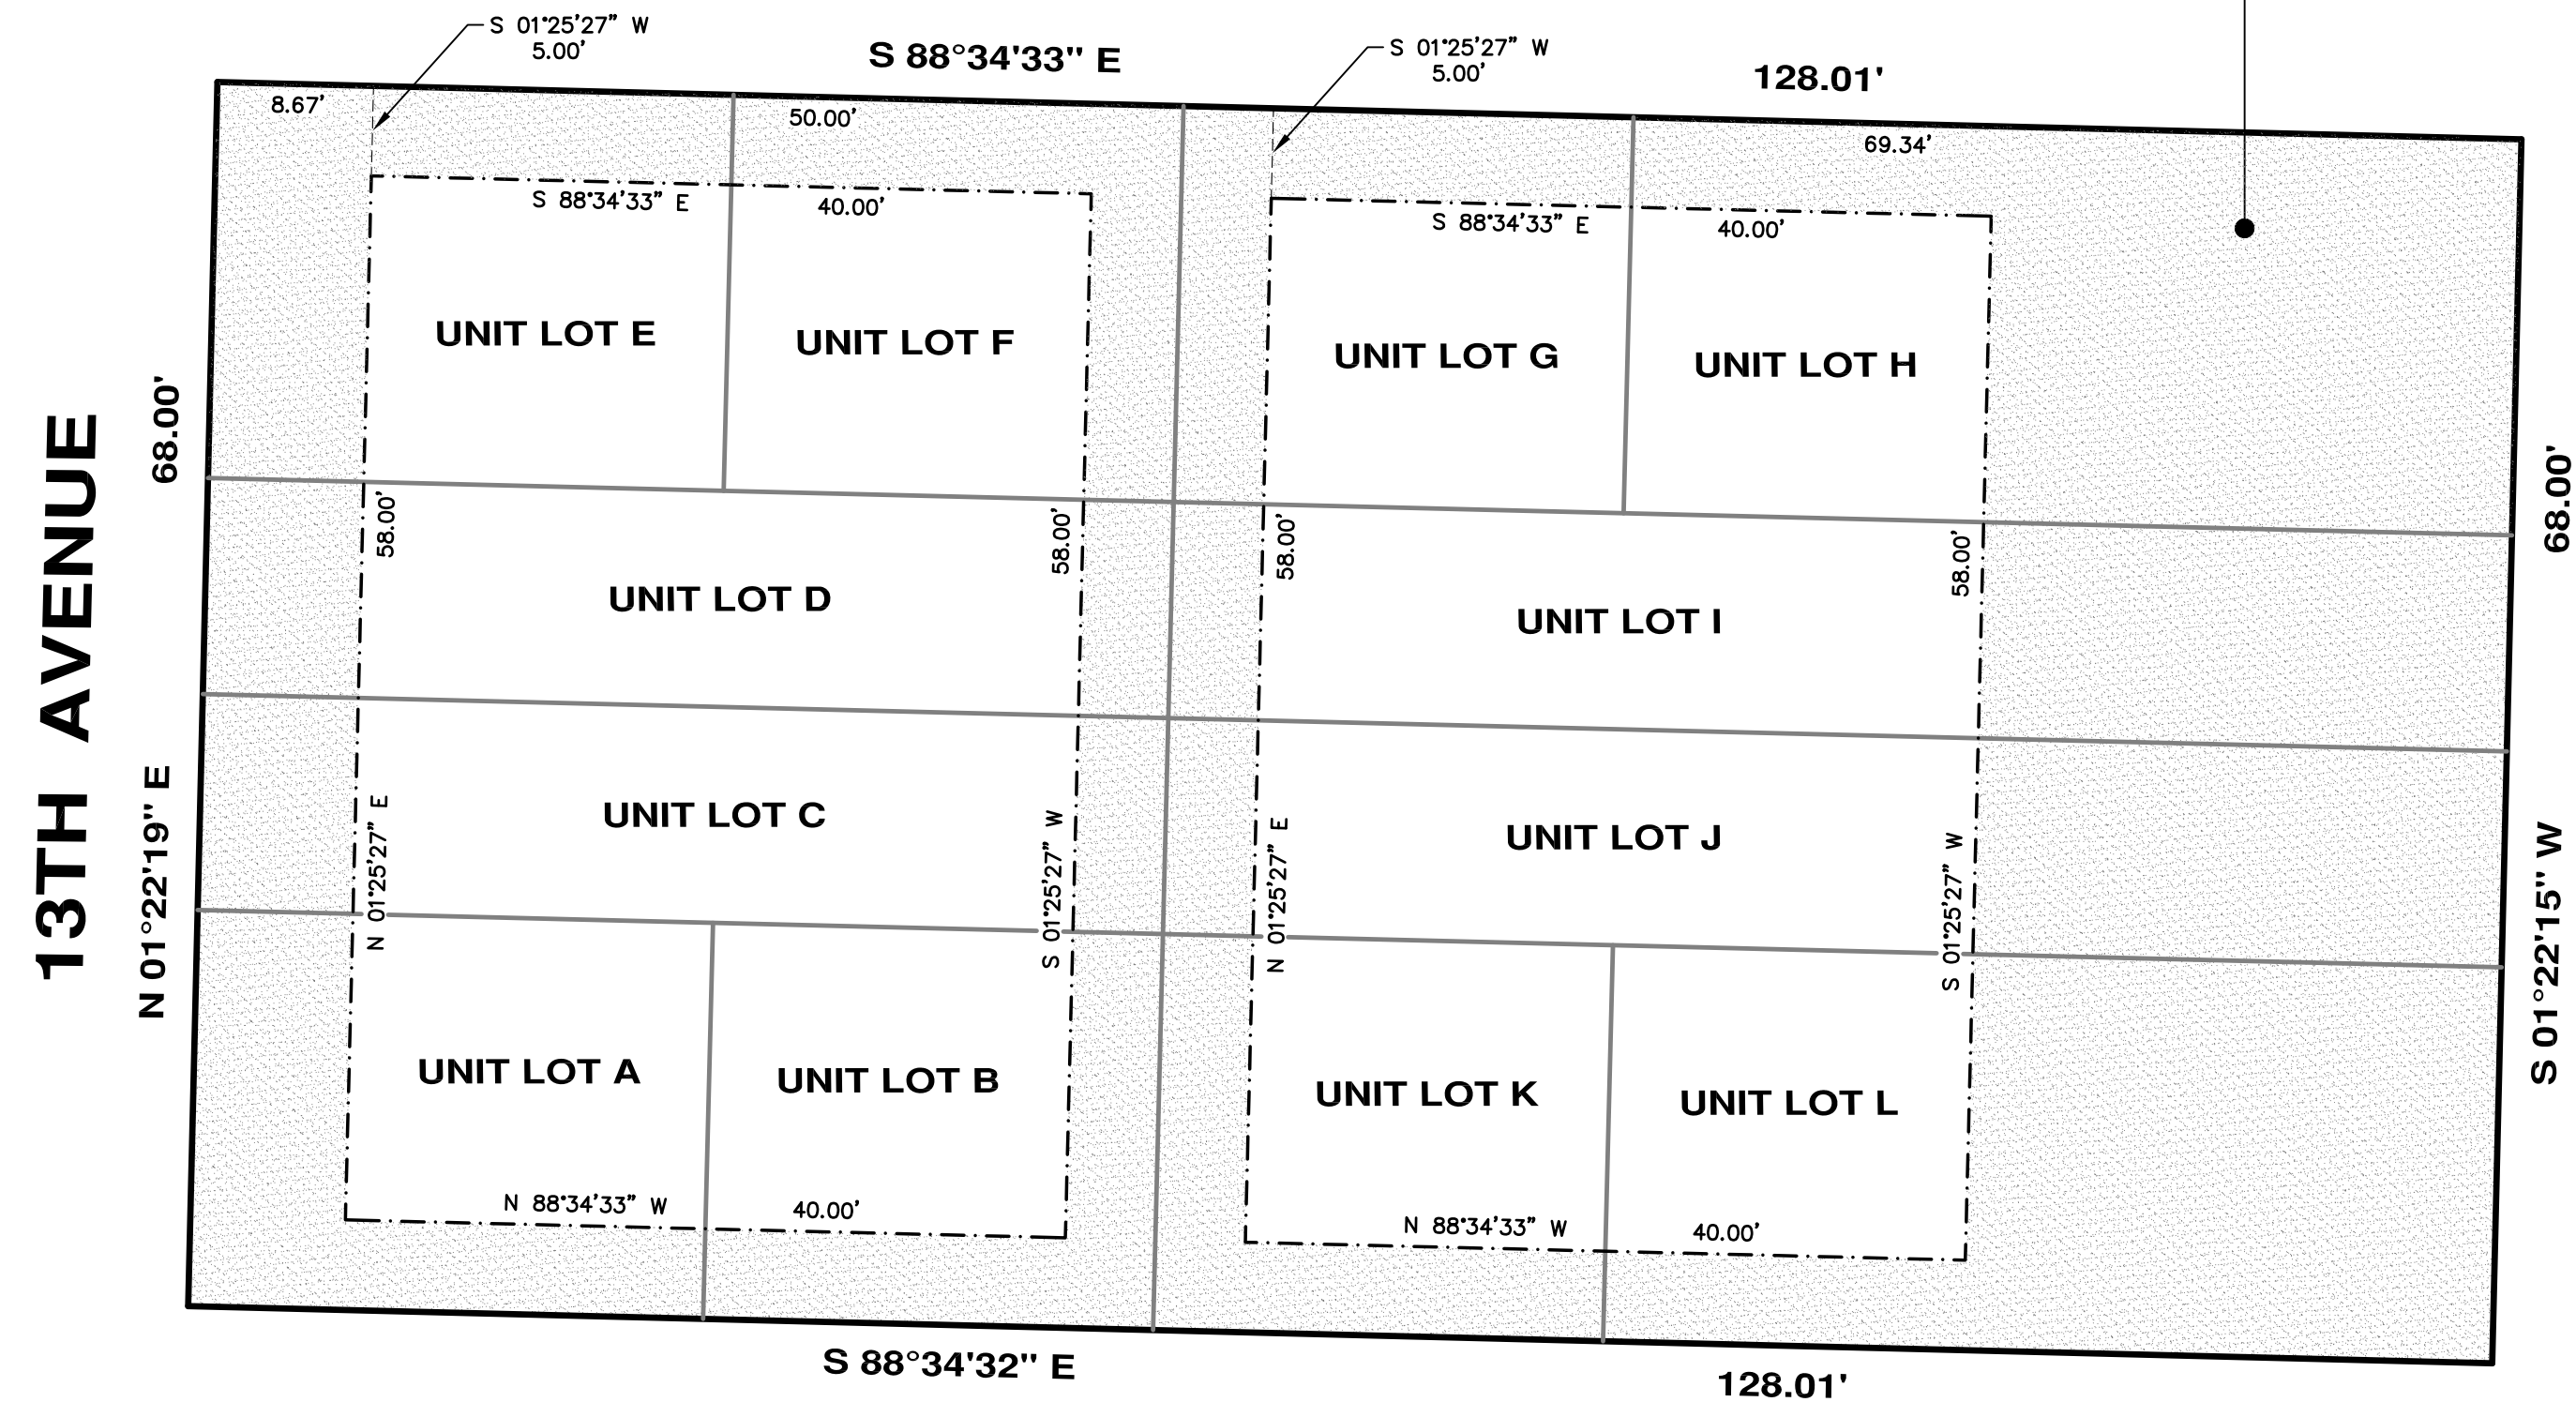 S 01°25'27" W
5.00'
S 88°34'33" E
S 01°25'27" W
5.00'
128.01'
8.67'
50.00'
69.34'
S 88°34'33" E
40.00'
S 88°34'33" E
40.00'
UNIT LOT E
UNIT LOT F
UNIT LOT G
UNIT LOT H
68.00'
13TH AVENUE
N 01°22'19" E
58.00'
58.00'
58.00'
58.00'
68.00'
UNIT LOT D
UNIT LOT I
UNIT LOT C
UNIT LOT J
N 01°25'27" E
S 01°25'27" W
N 01°25'27" E
S 01°25'27" W
S 01°22'15" W
UNIT LOT A
UNIT LOT B
UNIT LOT K
UNIT LOT L
N 88°34'33" W
40.00'
N 88°34'33" W
40.00'
S 88°34'32" E
128.01'